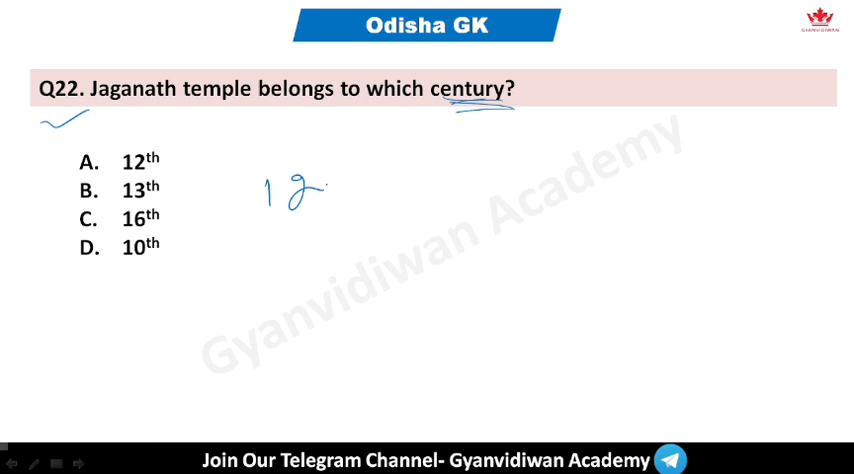 Odisha GK
GYANVIDIWAN
Q22. Jaganath temple belongs to which century?
A. 12th
B. 13th
C. 16th
D. 10th
12
Gyanvidiwan Academy
Join Our Telegram Channel- Gyanvidiwan Academy